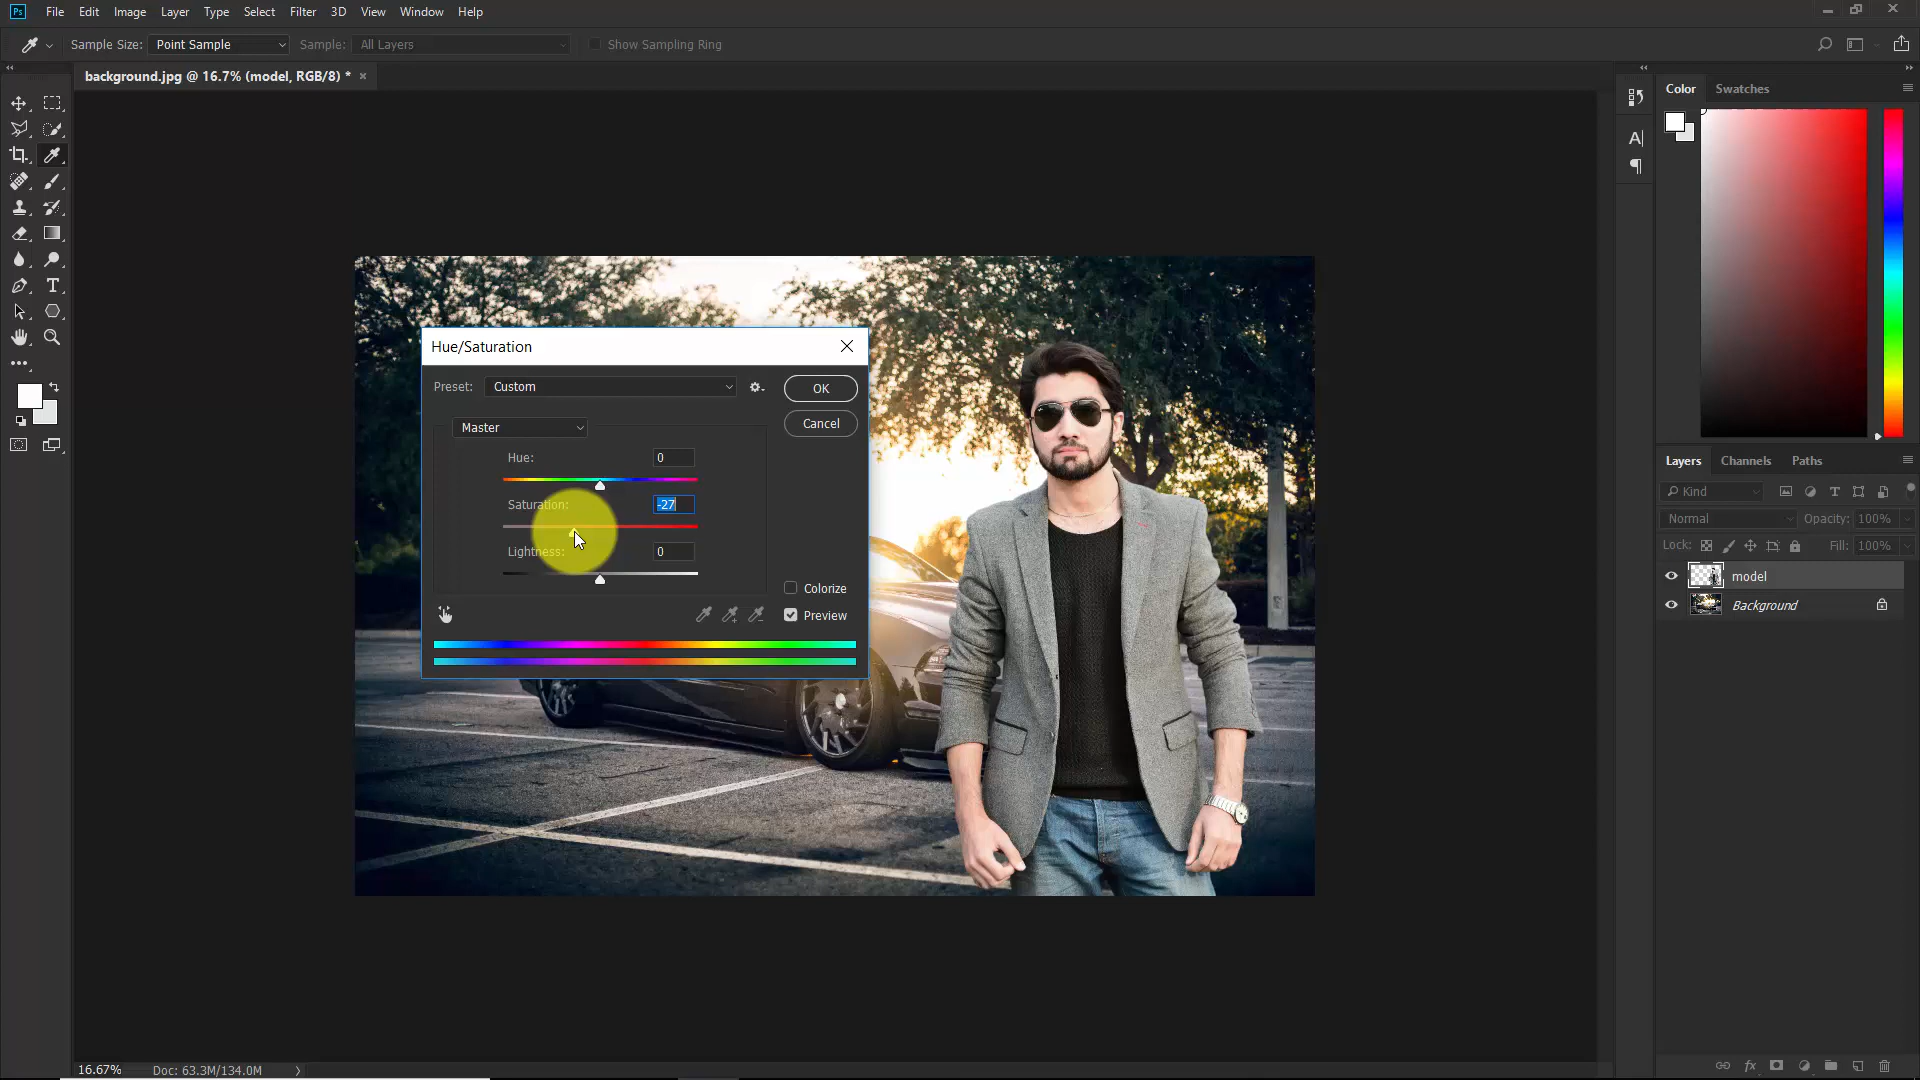 Ps File Edit Image Layer Type Select Filter 3D View Window Help
Sample Size: Point Sample Sample: All Layers Show Sampling Ring
background.jpg @ 16.7% (model, RGB/8) * ×
Color Swatches
Hue/Saturation
Preset: Custom OK
Cancel
Master
Hue: 0
Saturation: -27
Lightness: 0
Colorize
Preview
Layers Channels Paths
Kind
Normal Opacity: 100%
Lock: Fill: 100%
model
Background
fx
16.67% Doc: 63.3M/134.0M